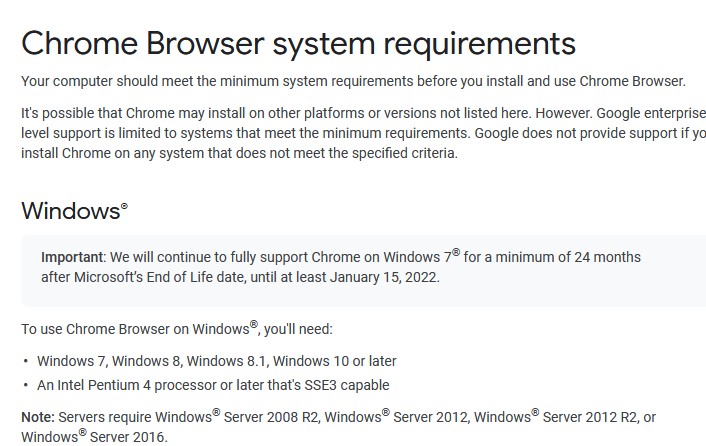 Chrome Browser system requirements
Your computer should meet the minimum system requirements before you install and use Chrome Browser.
It's possible that Chrome may install on other platforms or versions not listed here. However. Google enterprise
level support is limited to systems that meet the minimum requirements. Google does not provide support if yo
install Chrome on any system that does not meet the specified criteria.
Windows®
Important: We will continue to fully support Chrome on Windows 7® for a minimum of 24 months
after Microsoft's End of Life date, until at least January 15, 2022.
To use Chrome Browser on Windows®, you'll need:
• Windows 7, Windows 8, Windows 8.1, Windows 10 or later
• An Intel Pentium 4 processor or later that's SSE3 capable
Note: Servers require Windows® Server 2008 R2, Windows® Server 2012, Windows® Server 2012 R2, or
Windows® Server 2016.